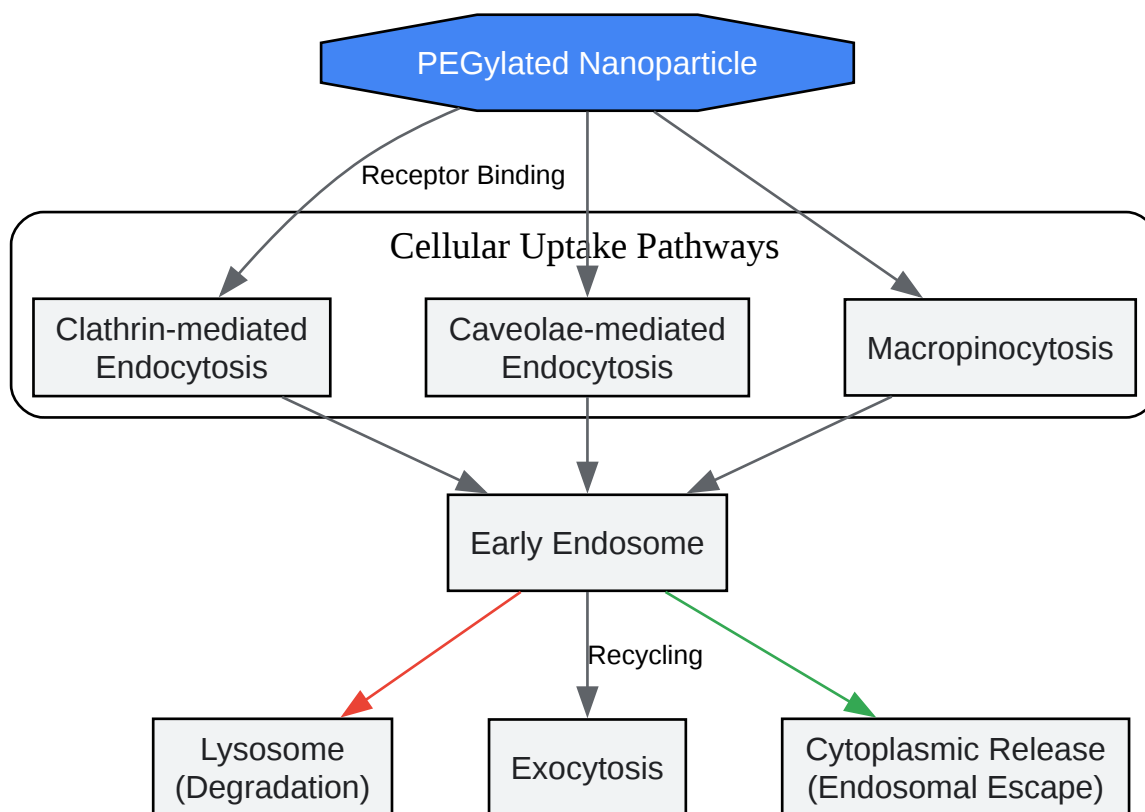 PEGylated Nanoparticle
Receptor Binding
Cellular Uptake Pathways
Clathrin-mediated
Endocytosis
Caveolae-mediated
Endocytosis
Macropinocytosis
Early Endosome
Recycling
Lysosome
(Degradation)
Exocytosis
Cytoplasmic Release
(Endosomal Escape)